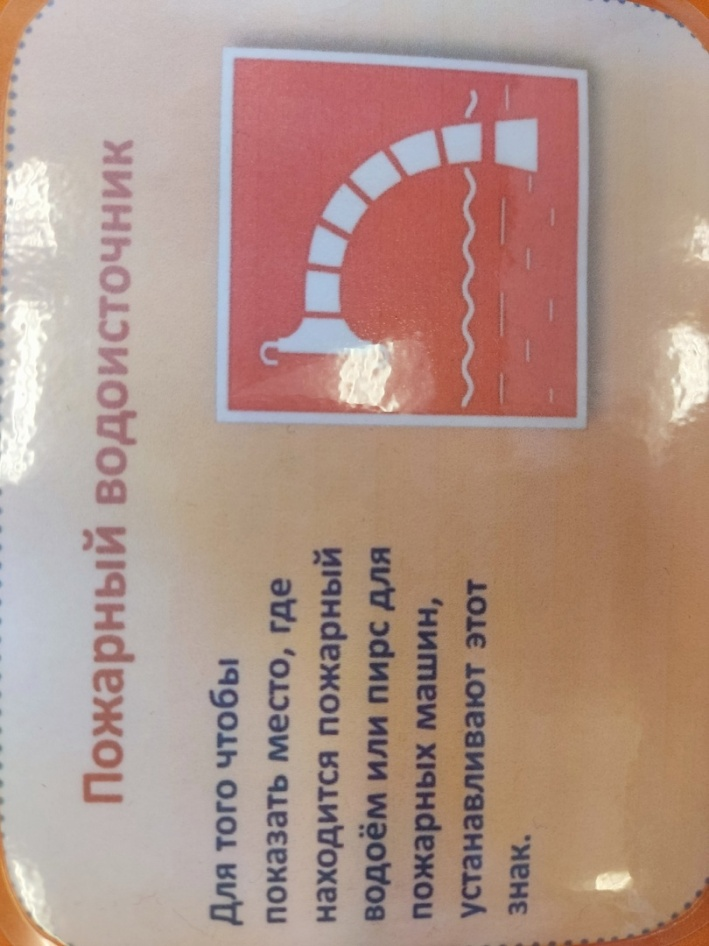 Пожарный водоисточник
Для того чтобы
показать место, где
находится пожарный
водоём или пирс для
пожарных машин,
устанавливают этот
знак.